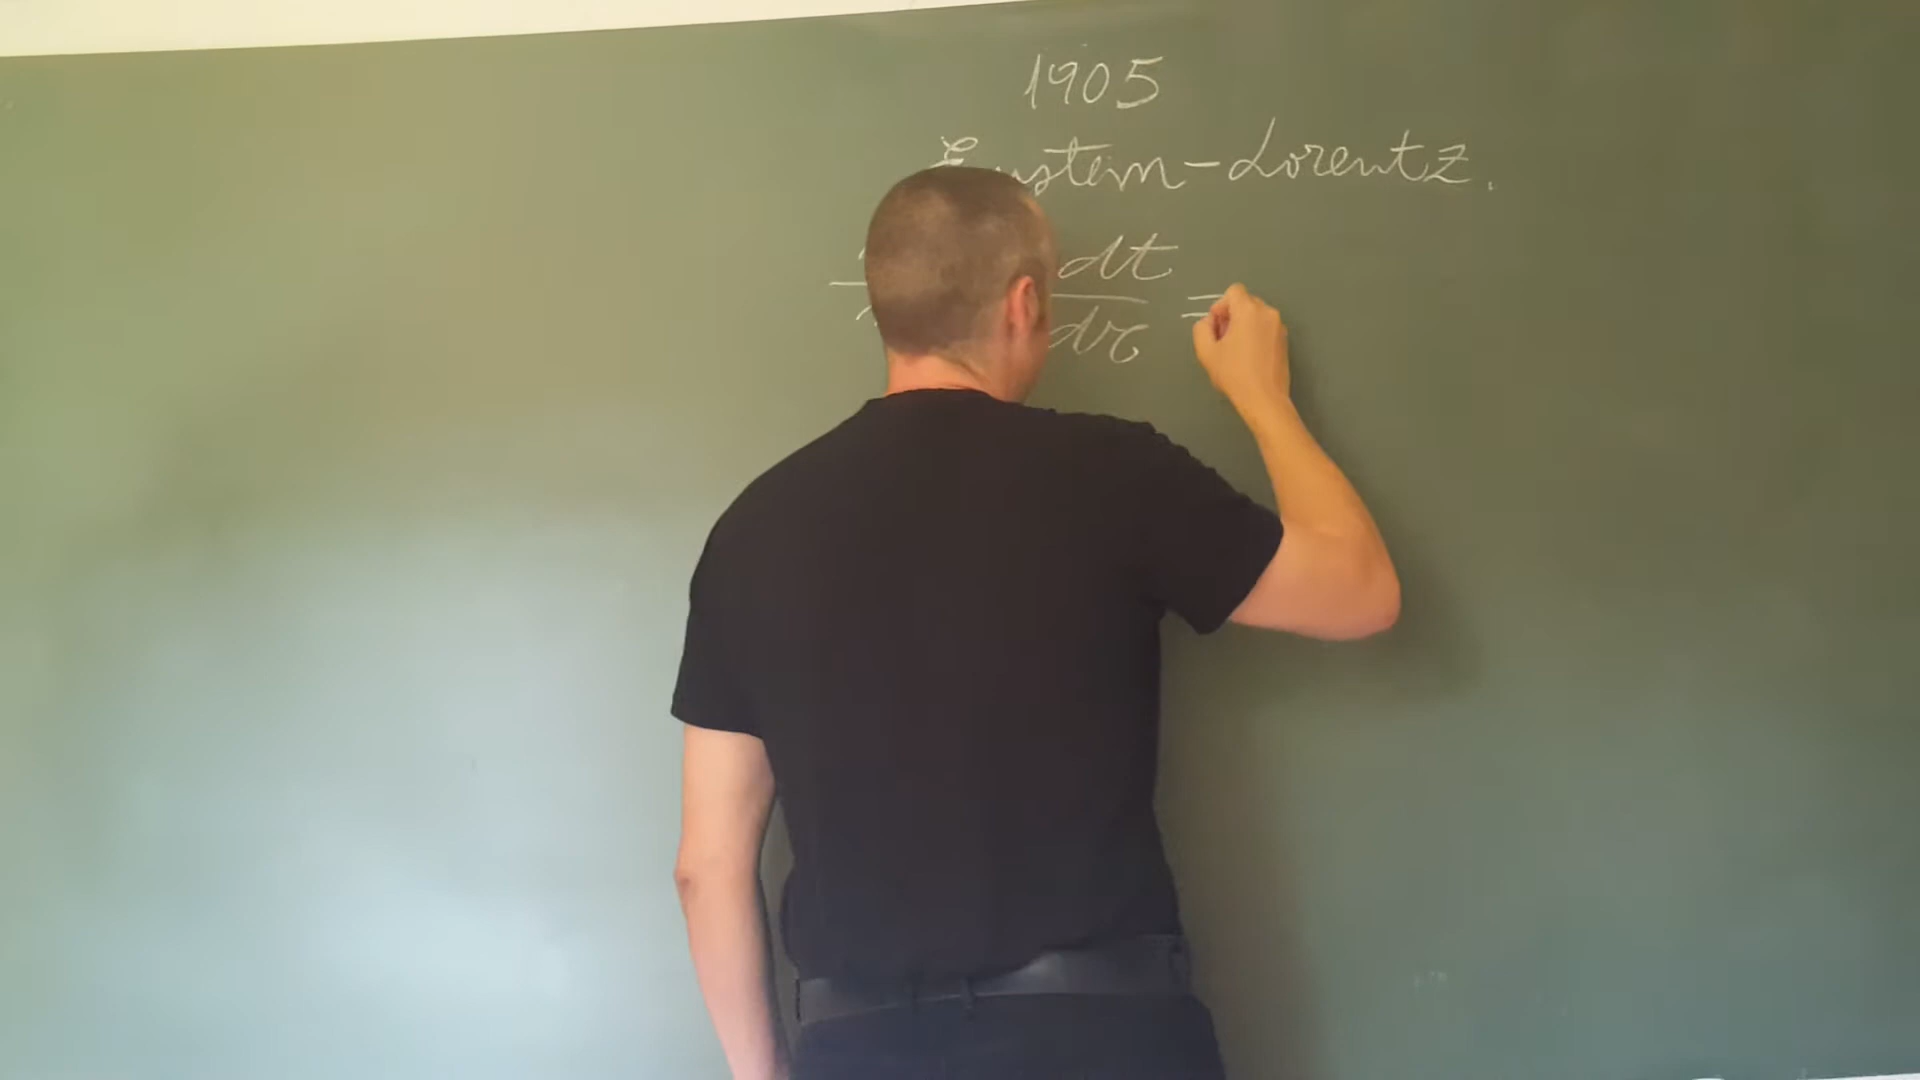 1905
Einstein-Lorentz.
dt
=
dτ